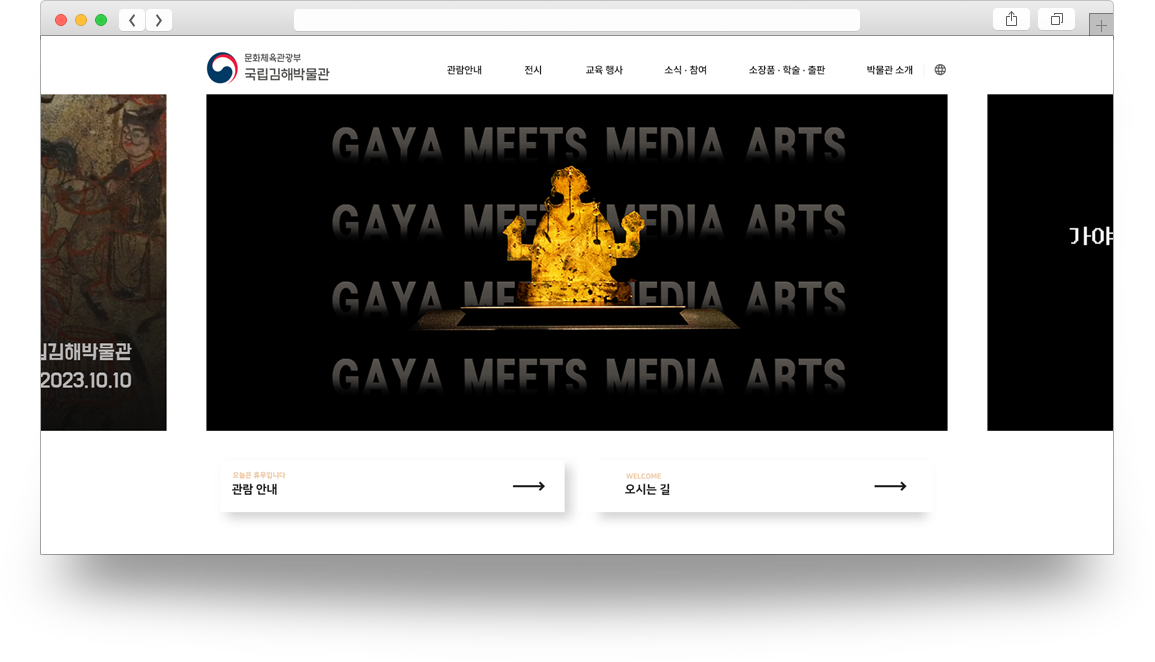 문화체육관광부
국립김해박물관
관람안내 전시 교육 행사 소식 · 참여 소장품 · 학술 · 출판 박물관 소개
GAYA MEETS MEDIA ARTS
GAYA MEETS MEDIA ARTS
가야
GAYA MEETS MEDIA ARTS
김해박물관
2023.10.10
GAYA MEETS MEDIA ARTS
오늘은 휴무입니다
관람 안내
WELCOME
오시는 길